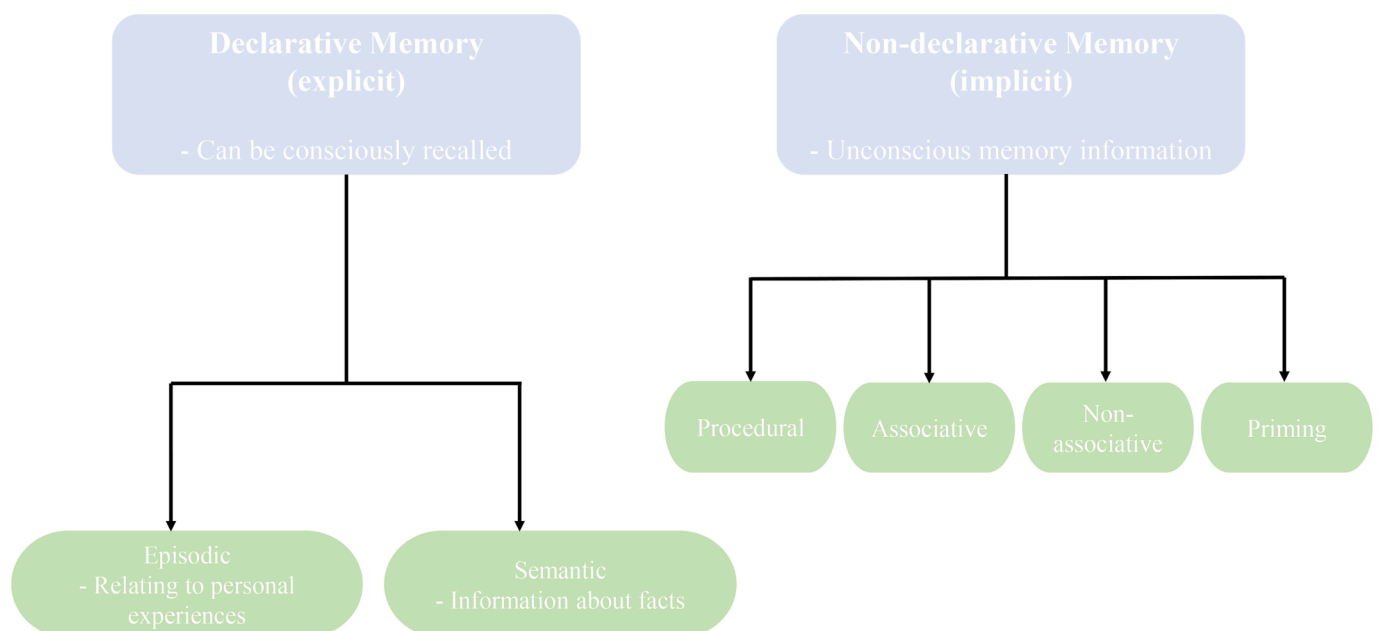 Declarative Memory
(explicit)
- Can be consciously recalled
Non-declarative Memory
(implicit)
- Unconscious memory information
Procedural
Associative
Non-
associative
Priming
Episodic
- Relating to personal
experiences
Semantic
- Information about facts